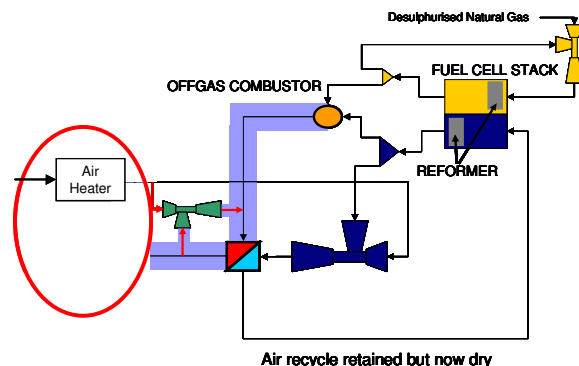 Desulphurised Natural Gas
FUEL CELL STACK
OFFGAS COMBUSTOR
REFORMER
Air
Heater
Air recycle retained but now dry